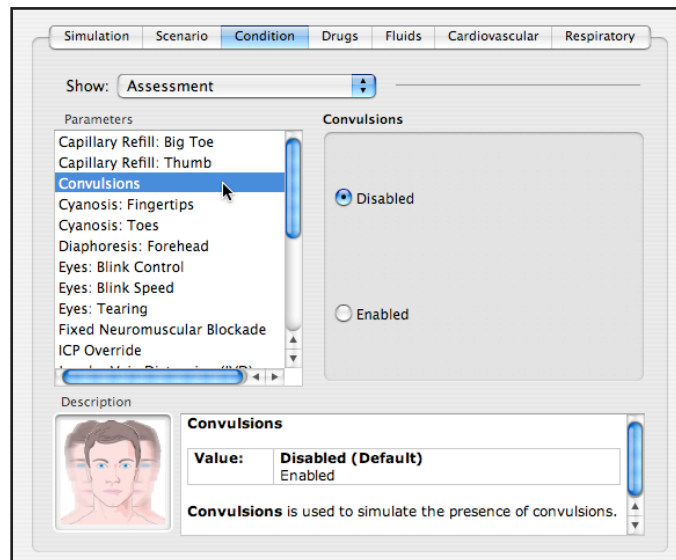 Simulation Scenario Condition Drugs Fluids Cardiovascular Respiratory
Show: Assessment
Parameters
Capillary Refill: Big Toe
Capillary Refill: Thumb
Convulsions
Cyanosis: Fingertips
Cyanosis: Toes
Diaphoresis: Forehead
Eyes: Blink Control
Eyes: Blink Speed
Eyes: Tearing
Fixed Neuromuscular Blockade
ICP Override
Convulsions
Disabled
Enabled
Description
Convulsions
Value: Disabled (Default)
Enabled
Convulsions is used to simulate the presence of convulsions.